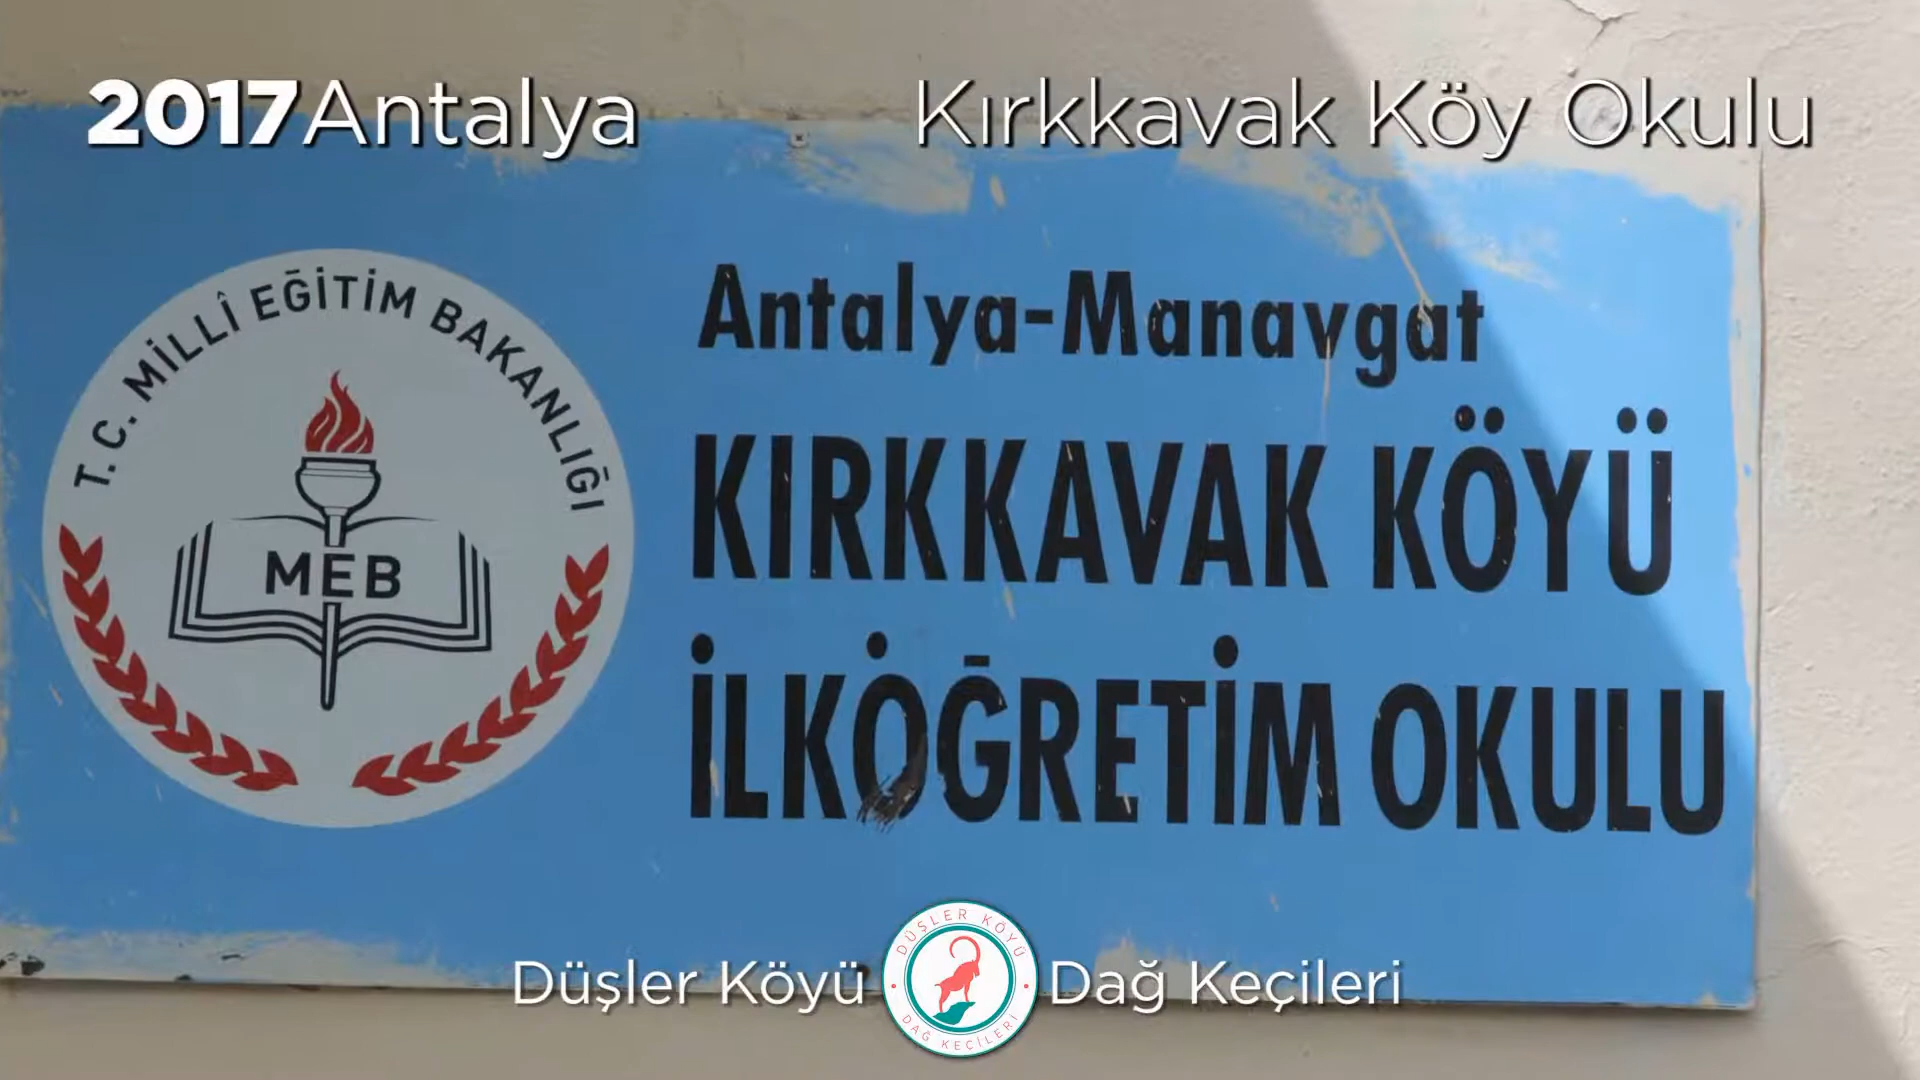 2017Antalya
Kırkkavak Köy Okulu
T.C. MİLLÎ EĞİTİM BAKANLIĞI
MEB
Antalya-Manavgat
KIRKKAVAK KÖYÜ
İLKÖĞRETİM OKULU
Düşler Köyü
DÜŞLER KÖYÜ
DAĞ KEÇİLERİ
Dağ Keçileri